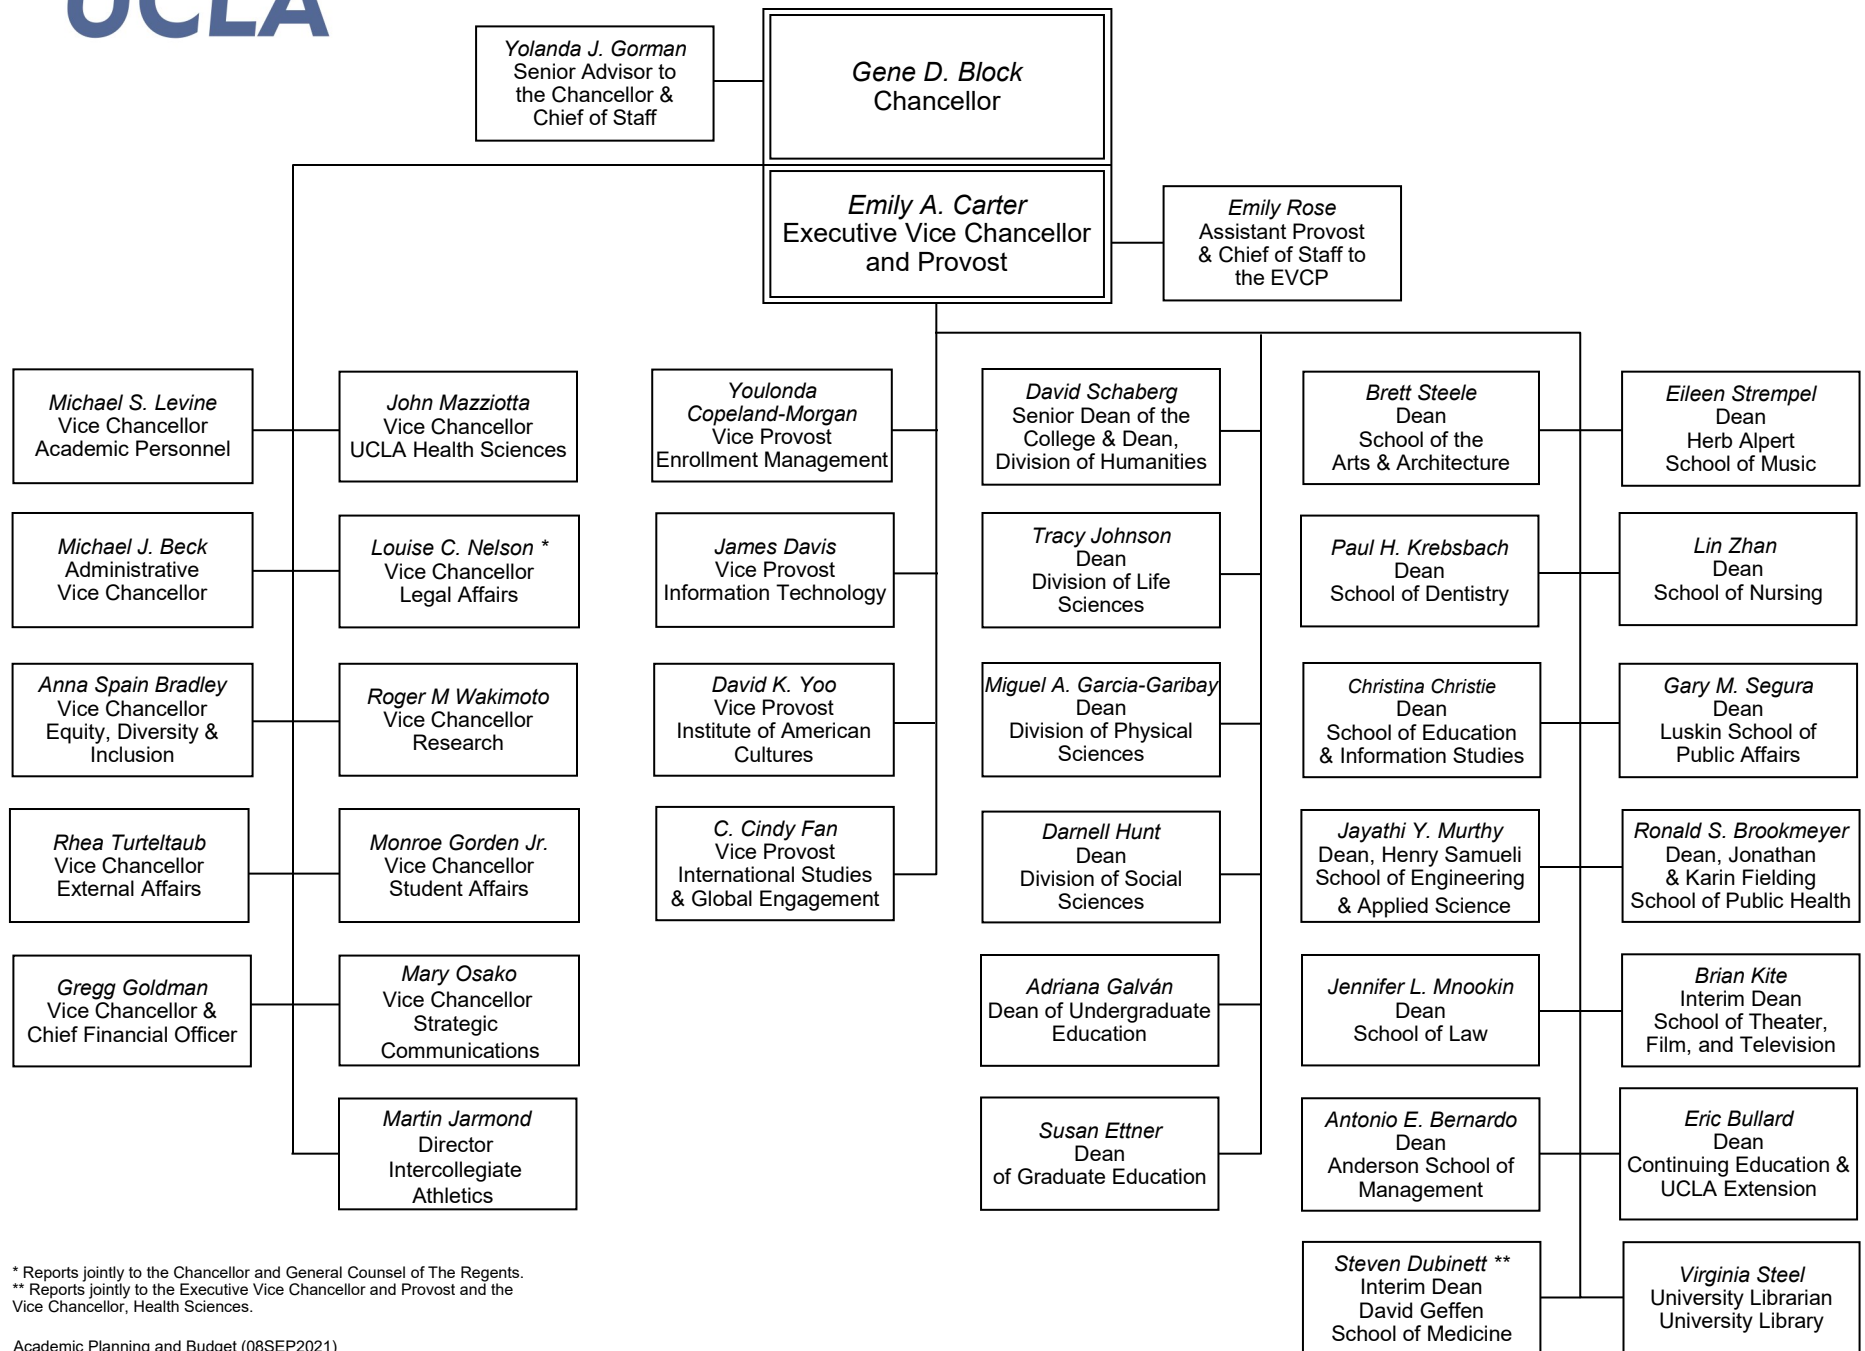 UCLA
Yolanda J. Gorman
Senior Advisor to
the Chancellor &
Chief of Staff
Gene D. Block
Chancellor
Emily A. Carter
Executive Vice Chancellor
and Provost
Emily Rose
Assistant Provost
& Chief of Staff to
the EVCP
Michael S. Levine
Vice Chancellor
Academic Personnel
John Mazziotta
Vice Chancellor
UCLA Health Sciences
Youlonda
Copeland-Morgan
Vice Provost
Enrollment Management
David Schaberg
Senior Dean of the
College & Dean,
Division of Humanities
Brett Steele
Dean
School of the
Arts & Architecture
Eileen Strempel
Dean
Herb Alpert
School of Music
Michael J. Beck
Administrative
Vice Chancellor
Louise C. Nelson *
Vice Chancellor
Legal Affairs
James Davis
Vice Provost
Information Technology
Tracy Johnson
Dean
Division of Life
Sciences
Paul H. Krebsbach
Dean
School of Dentistry
Lin Zhan
Dean
School of Nursing
Anna Spain Bradley
Vice Chancellor
Equity, Diversity &
Inclusion
Roger M Wakimoto
Vice Chancellor
Research
David K. Yoo
Vice Provost
Institute of American
Cultures
Miguel A. Garcia-Garibay
Dean
Division of Physical
Sciences
Christina Christie
Dean
School of Education
& Information Studies
Gary M. Segura
Dean
Luskin School of
Public Affairs
Rhea Turteltaub
Vice Chancellor
External Affairs
Monroe Gorden Jr.
Vice Chancellor
Student Affairs
C. Cindy Fan
Vice Provost
International Studies
& Global Engagement
Darnell Hunt
Dean
Division of Social
Sciences
Jayathi Y. Murthy
Dean, Henry Samueli
School of Engineering
& Applied Science
Ronald S. Brookmeyer
Dean, Jonathan
& Karin Fielding
School of Public Health
Gregg Goldman
Vice Chancellor &
Chief Financial Officer
Mary Osako
Vice Chancellor
Strategic
Communications
Adriana Galván
Dean of Undergraduate
Education
Jennifer L. Mnookin
Dean
School of Law
Brian Kite
Interim Dean
School of Theater,
Film, and Television
Martin Jarmond
Director
Intercollegiate
Athletics
Susan Ettner
Dean
of Graduate Education
Antonio E. Bernardo
Dean
Anderson School of
Management
Eric Bullard
Dean
Continuing Education &
UCLA Extension
Steven Dubinett **
Interim Dean
David Geffen
School of Medicine
Virginia Steel
University Librarian
University Library
* Reports jointly to the Chancellor and General Counsel of The Regents.
** Reports jointly to the Executive Vice Chancellor and Provost and the
Vice Chancellor, Health Sciences.
Academic Planning and Budget (08SEP2021)